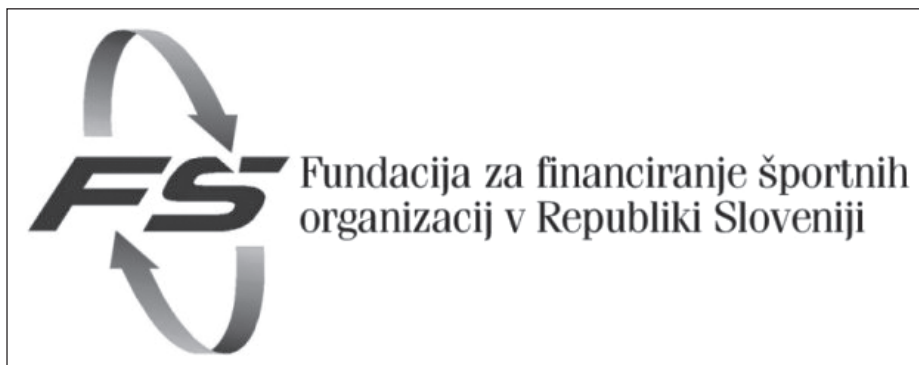 FŠ
Fundacija za financiranje športnih
organizacij v Republiki Sloveniji